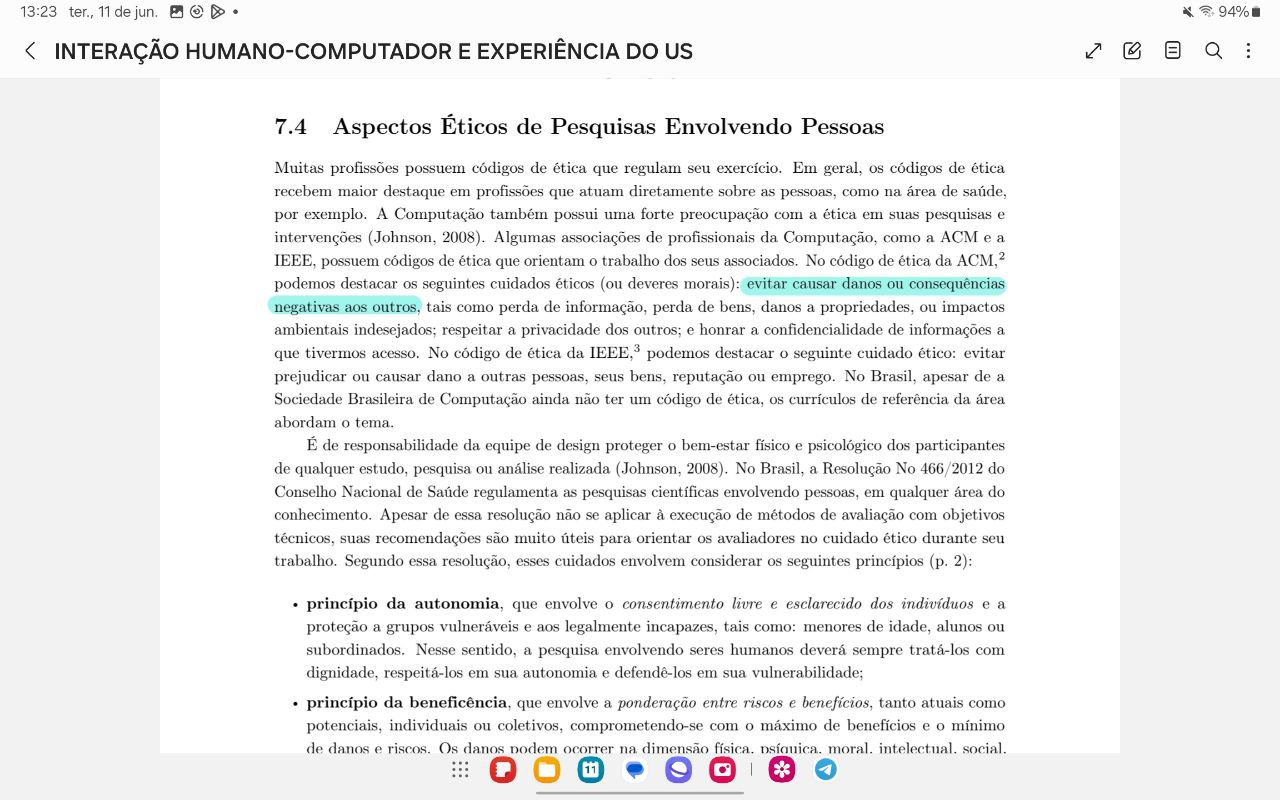 13:23 ter., 11 de jun.
94%
INTERAÇÃO HUMANO-COMPUTADOR E EXPERIÊNCIA DO US
7.4 Aspectos Éticos de Pesquisas Envolvendo Pessoas
Muitas profissões possuem códigos de ética que regulam seu exercício. Em geral, os códigos de ética
recebem maior destaque em profissões que atuam diretamente sobre as pessoas, como na área de saúde,
por exemplo. A Computação também possui uma forte preocupação com a ética em suas pesquisas e
intervenções (Johnson, 2008). Algumas associações de profissionais da Computação, como a ACM e a
IEEE, possuem códigos de ética que orientam o trabalho dos seus associados. No código de ética da ACM,²
podemos destacar os seguintes cuidados éticos (ou deveres morais): evitar causar danos ou consequências
negativas aos outros, tais como perda de informação, perda de bens, danos a propriedades, ou impactos
ambientais indesejados; respeitar a privacidade dos outros; e honrar a confidencialidade de informações a
que tivermos acesso. No código de ética da IEEE,³ podemos destacar o seguinte cuidado ético: evitar
prejudicar ou causar dano a outras pessoas, seus bens, reputação ou emprego. No Brasil, apesar de a
Sociedade Brasileira de Computação ainda não ter um código de ética, os currículos de referência da área
abordam o tema.
É de responsabilidade da equipe de design proteger o bem-estar físico e psicológico dos participantes
de qualquer estudo, pesquisa ou análise realizada (Johnson, 2008). No Brasil, a Resolução No 466/2012 do
Conselho Nacional de Saúde regulamenta as pesquisas científicas envolvendo pessoas, em qualquer área do
conhecimento. Apesar de essa resolução não se aplicar à execução de métodos de avaliação com objetivos
técnicos, suas recomendações são muito úteis para orientar os avaliadores no cuidado ético durante seu
trabalho. Segundo essa resolução, esses cuidados envolvem considerar os seguintes princípios (p. 2):
• princípio da autonomia, que envolve o consentimento livre e esclarecido dos indivíduos e a
proteção a grupos vulneráveis e aos legalmente incapazes, tais como: menores de idade, alunos ou
subordinados. Nesse sentido, a pesquisa envolvendo seres humanos deverá sempre tratá-los com
dignidade, respeitá-los em sua autonomia e defendê-los em sua vulnerabilidade;
• princípio da beneficência, que envolve a ponderação entre riscos e benefícios, tanto atuais como
potenciais, individuais ou coletivos, comprometendo-se com o máximo de benefícios e o mínimo
de danos e riscos. Os danos podem ocorrer na dimensão física, psíquica, moral, intelectual, social,
11